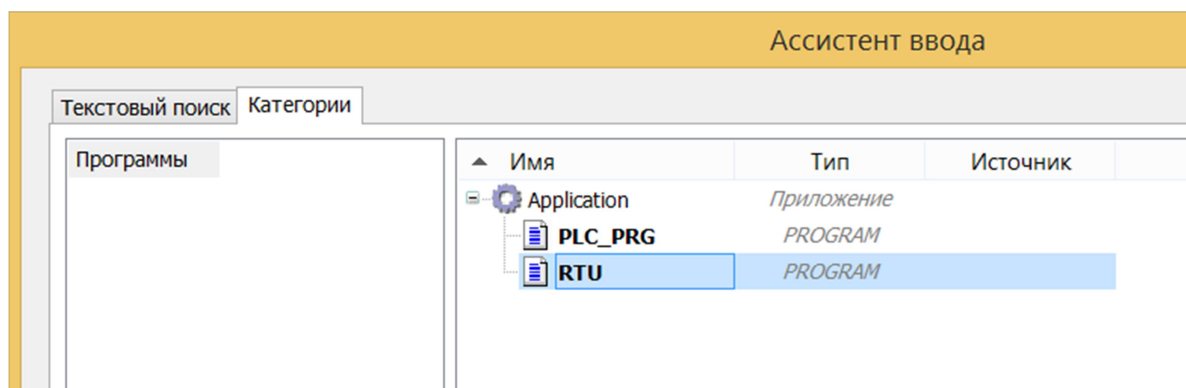 Ассистент ввода
Текстовый поиск Категории
Программы
Имя Тип Источник
Application Приложение
PLC_PRG PROGRAM
RTU PROGRAM